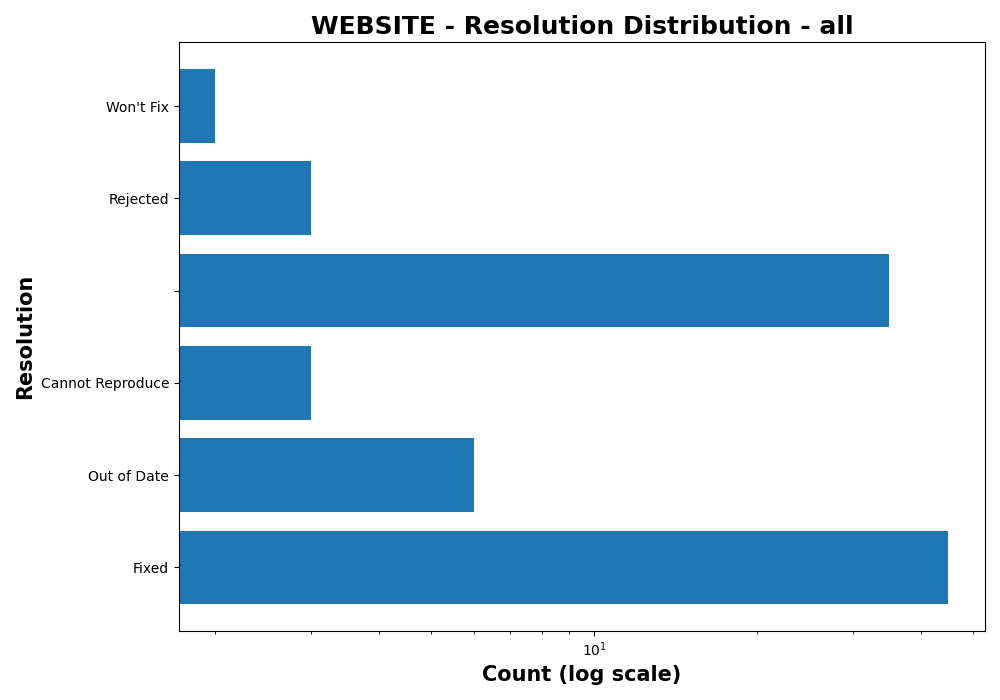 WEBSITE - Resolution Distribution - all
Won't Fix
Rejected
Cannot Reproduce
Out of Date
Fixed
Resolution
10¹
Count (log scale)